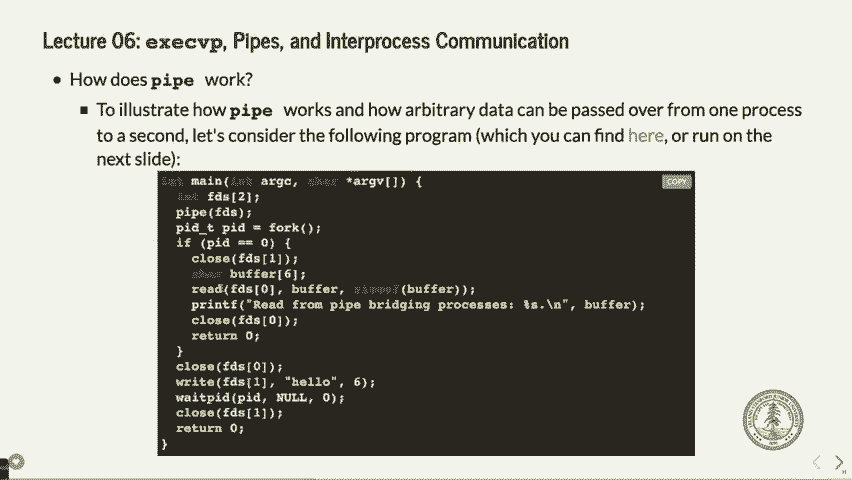 Lecture 06: execvp, Pipes, and Interprocess Communication
• How does pipe work?
▪ To illustrate how pipe works and how arbitrary data can be passed over from one process
to a second, let's consider the following program (which you can find here, or run on the
next slide):
int main(int argc, char *argv[]) {
COPY
int fds[2];
pipe(fds);
pid_t pid = fork();
if (pid == 0) {
close(fds[1]);
char buffer[6];
read(fds[0], buffer, sizeof(buffer));
printf("Read from pipe bridging processes: %s.\n", buffer);
close(fds[0]);
return 0;
}
close(fds[0]);
write(fds[1], "hello", 6);
waitpid(pid, NULL, 0);
close(fds[1]);
return 0;
}